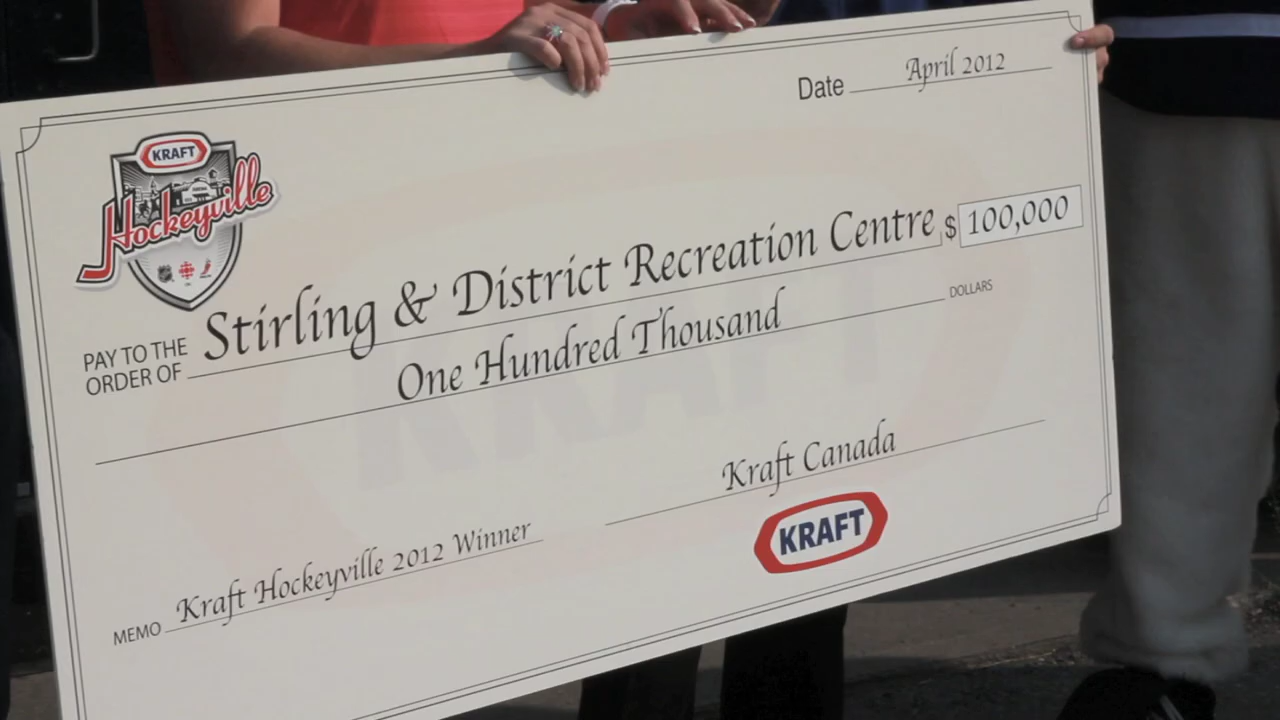 Date April 2012
KRAFT
Hockeyville
PAY TO THE
ORDER OF Stirling & District Recreation Centre $ 100,000
One Hundred Thousand DOLLARS
Kraft Canada
KRAFT
MEMO Kraft Hockeyville 2012 Winner
KRAFT